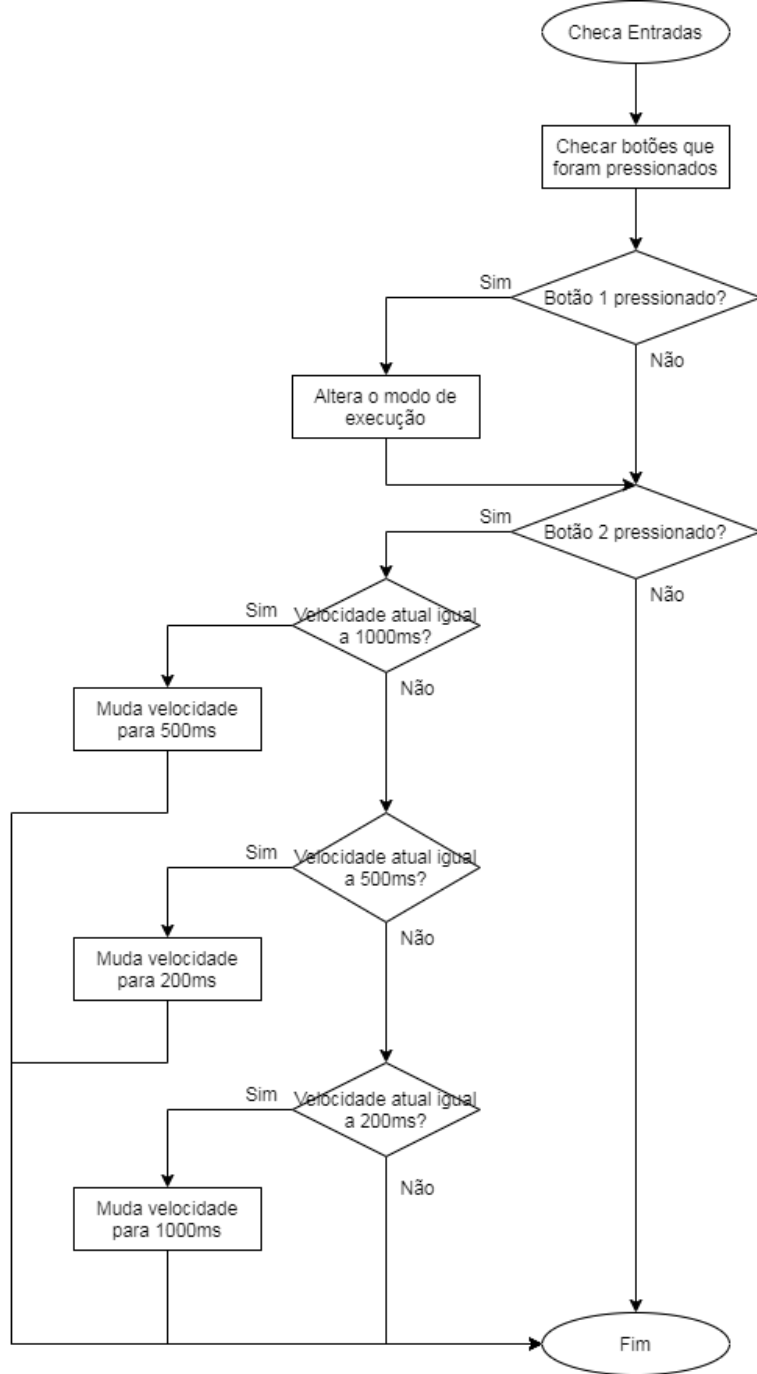 Checa Entradas
Checar botões que
foram pressionados
Sim
Botão 1 pressionado?
Não
Altera o modo de
execução
Sim
Botão 2 pressionado?
Não
Sim
Velocidade atual igual
a 1000ms?
Não
Muda velocidade
para 500ms
Sim
Velocidade atual igual
a 500ms?
Não
Muda velocidade
para 200ms
Sim
Velocidade atual igual
a 200ms?
Não
Muda velocidade
para 1000ms
Fim